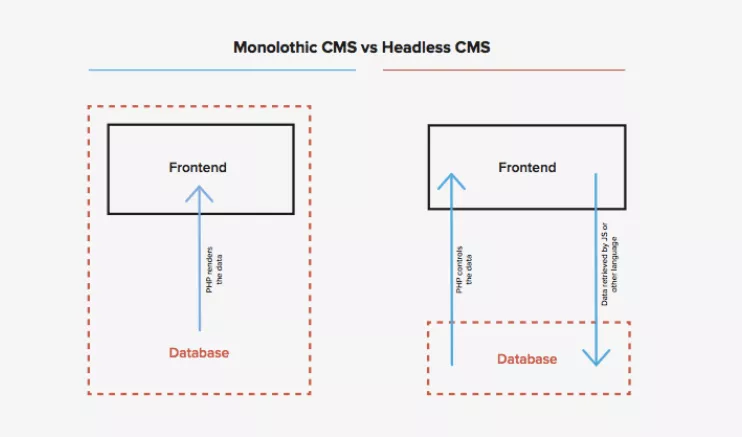 Monolothic CMS vs Headless CMS
Frontend
PHP renders
the data
Database
Frontend
PHP controls
the data
Data retrieved by JS or
other language
Database